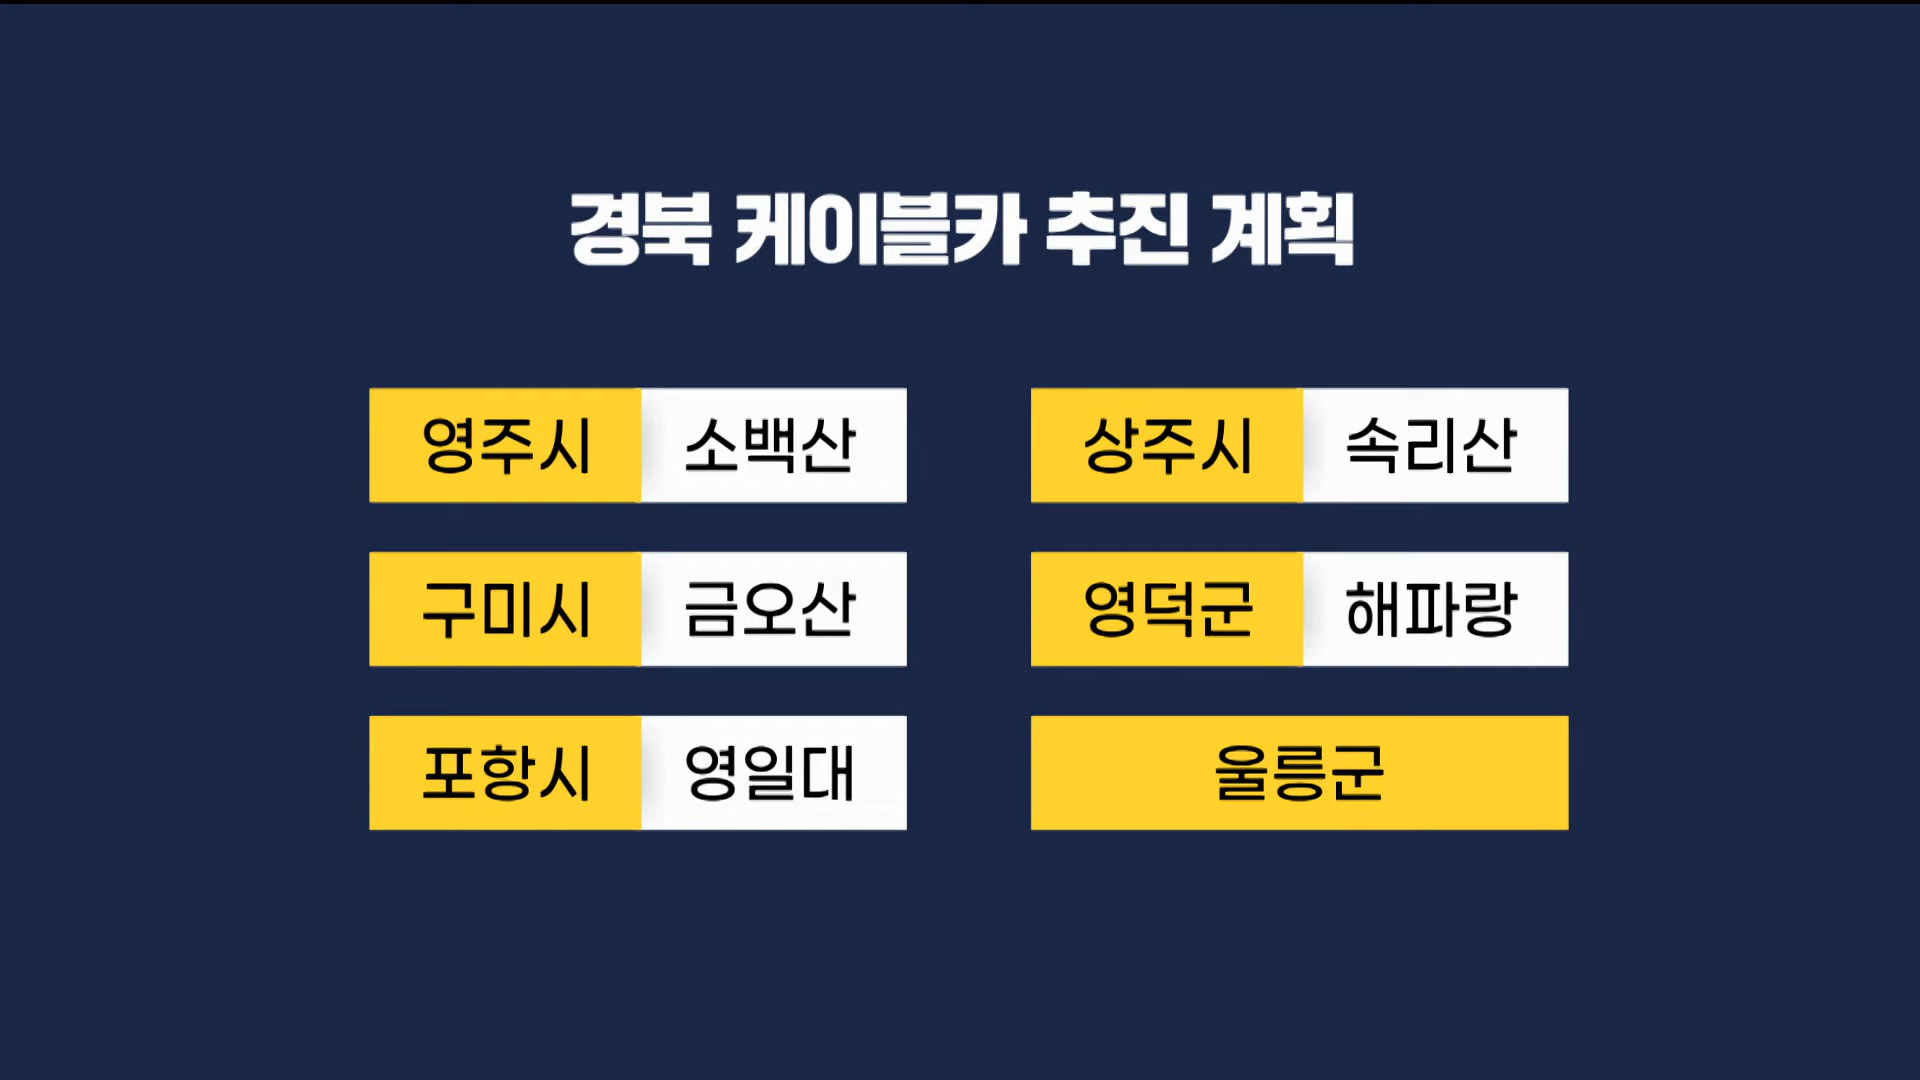 경북 케이블카 추진 계획
영주시 소백산 상주시 속리산
구미시 금오산 영덕군 해파랑
포항시 영일대 울릉군